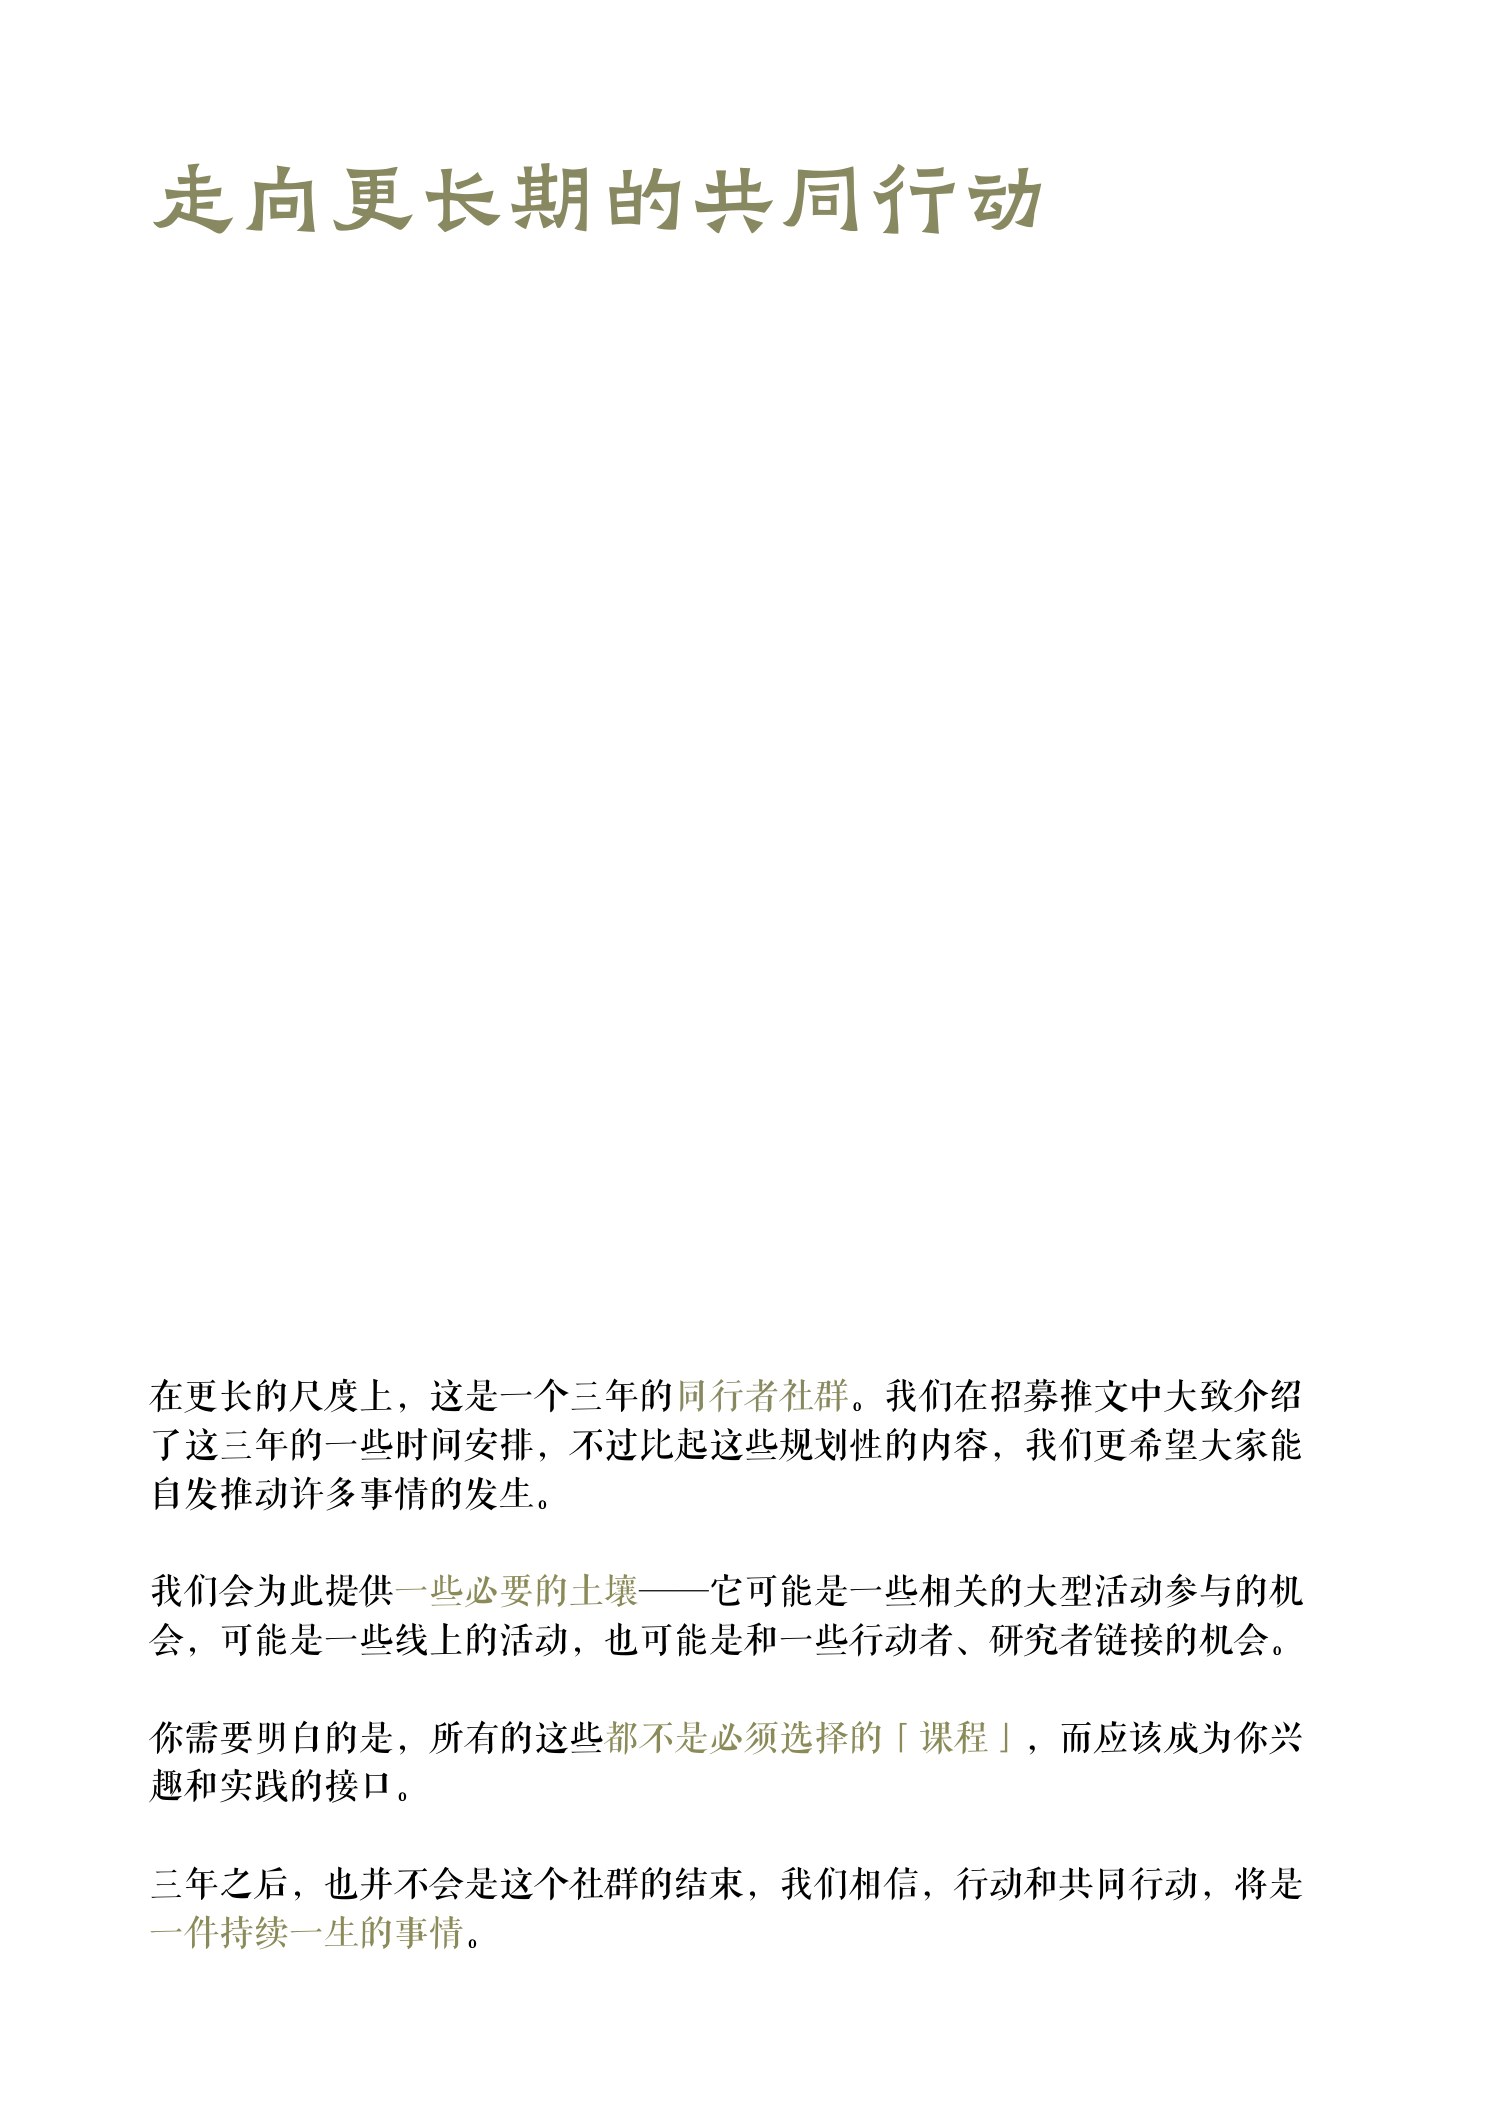 走向更长期的共同行动
在更长的尺度上，这是一个三年的同行者社群。我们在招募推文中大致介绍
了这三年的一些时间安排，不过比起这些规划性的内容，我们更希望大家能
自发推动许多事情的发生。
我们会为此提供一些必要的土壤——它可能是一些相关的大型活动参与的机
会，可能是一些线上的活动，也可能是和一些行动者、研究者链接的机会。
你需要明白的是，所有的这些都不是必须选择的「课程」，而应该成为你兴
趣和实践的接口。
三年之后，也并不会是这个社群的结束，我们相信，行动和共同行动，将是
一件持续一生的事情。